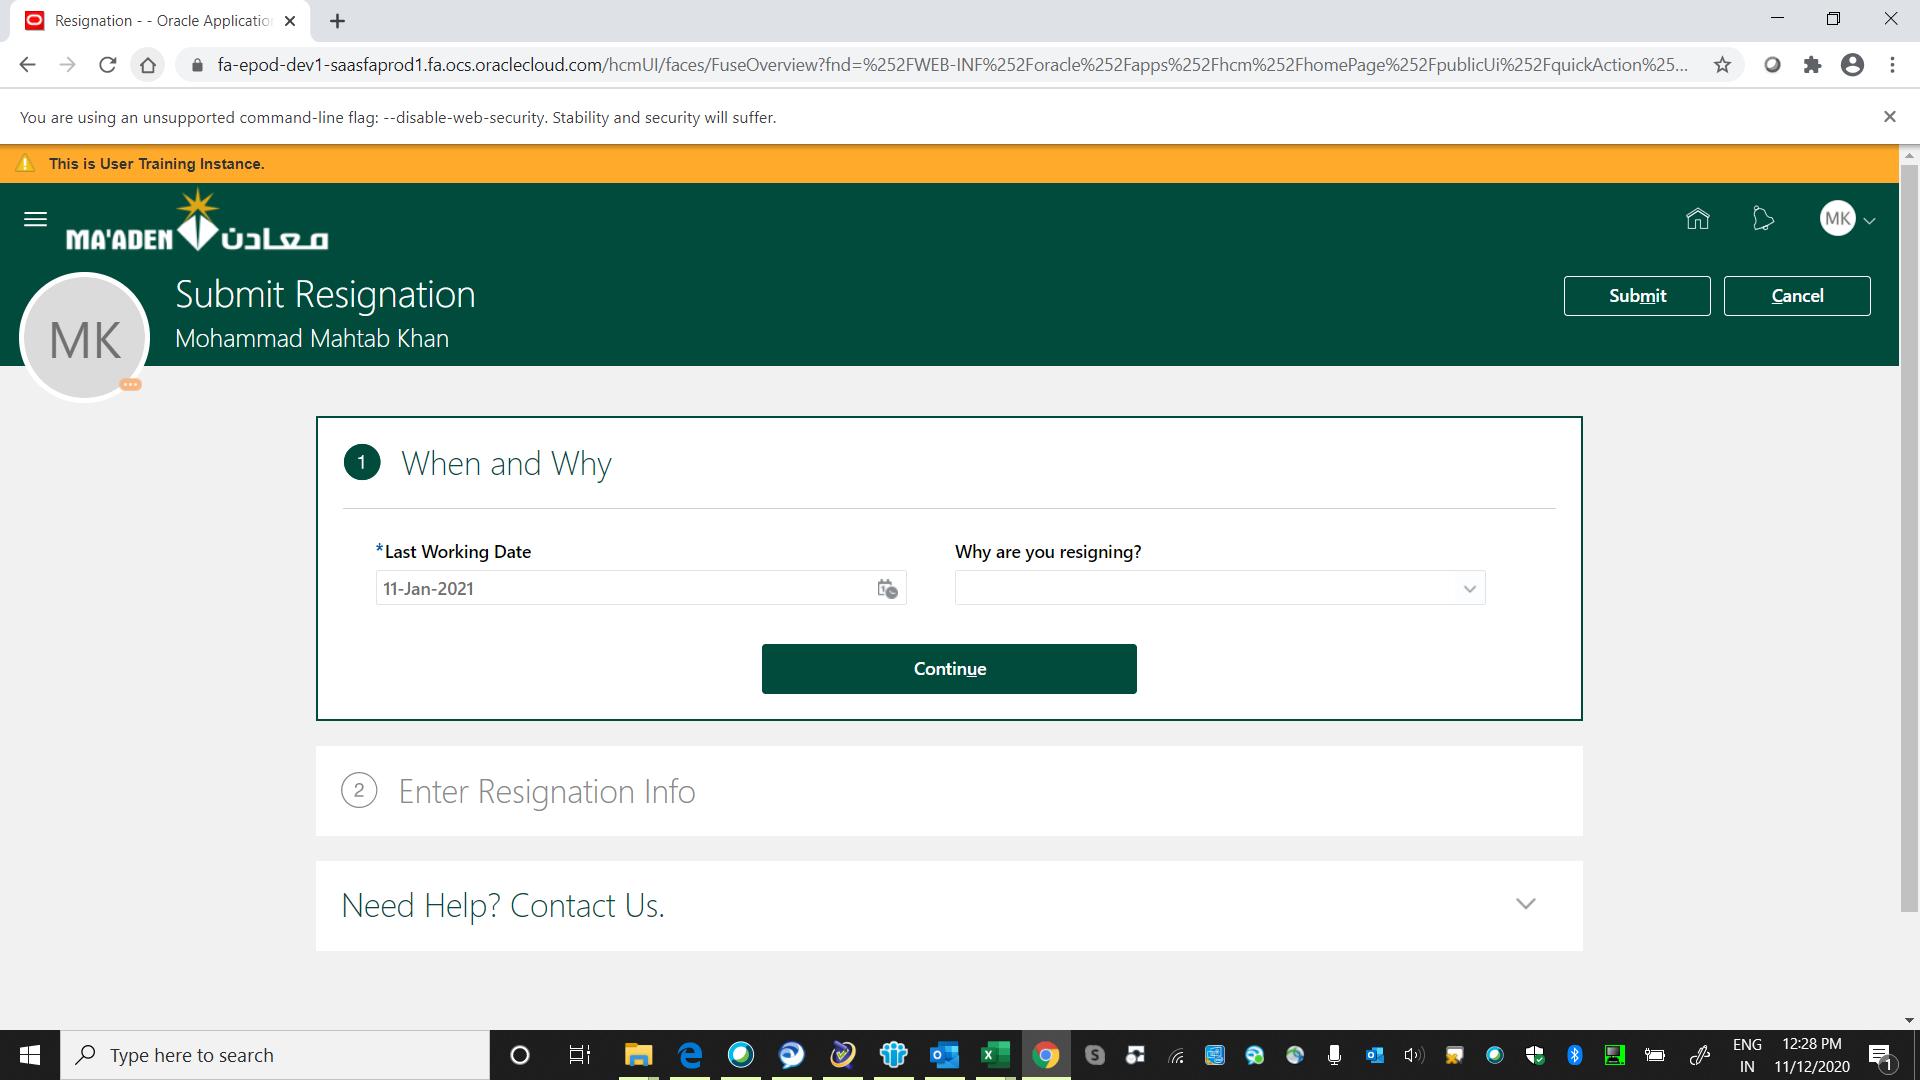 Resignation - - Oracle Applicatio
fa-epod-dev1-saasfaprod1.fa.ocs.oraclecloud.com/hcmUI/faces/FuseOverview?fnd=%252FWEB-INF%252Foracle%252Fapps%252Fhcm%252FhomePage%252FpublicUi%252FquickAction%25...
You are using an unsupported command-line flag: --disable-web-security. Stability and security will suffer.
This is User Training Instance.
MA'ADEN معادن
MK
Submit Resignation
Submit
Cancel
MK
Mohammad Mahtab Khan
1 When and Why
*Last Working Date
Why are you resigning?
11-Jan-2021
Continue
2 Enter Resignation Info
Need Help? Contact Us.
Type here to search
ENG
IN
12:28 PM
11/12/2020
1